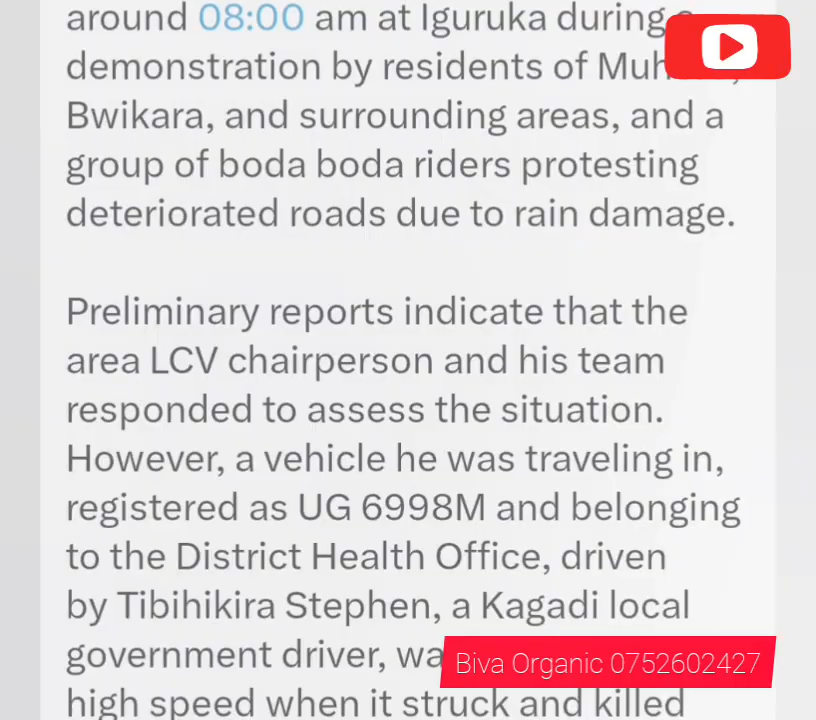 around 08:00 am at Iguruka during
demonstration by residents of
Bwikara, and surrounding areas, and a
group of boda boda riders protesting
deteriorated roads due to rain damage.
Preliminary reports indicate that the
area LCV chairperson and his team
responded to assess the situation.
However, a vehicle he was traveling in,
registered as UG 6998M and belonging
to the District Health Office, driven
by Tibihikira Stephen, a Kagadi local
government driver,
high speed when it struck and killed
Biva Organic 0752602427